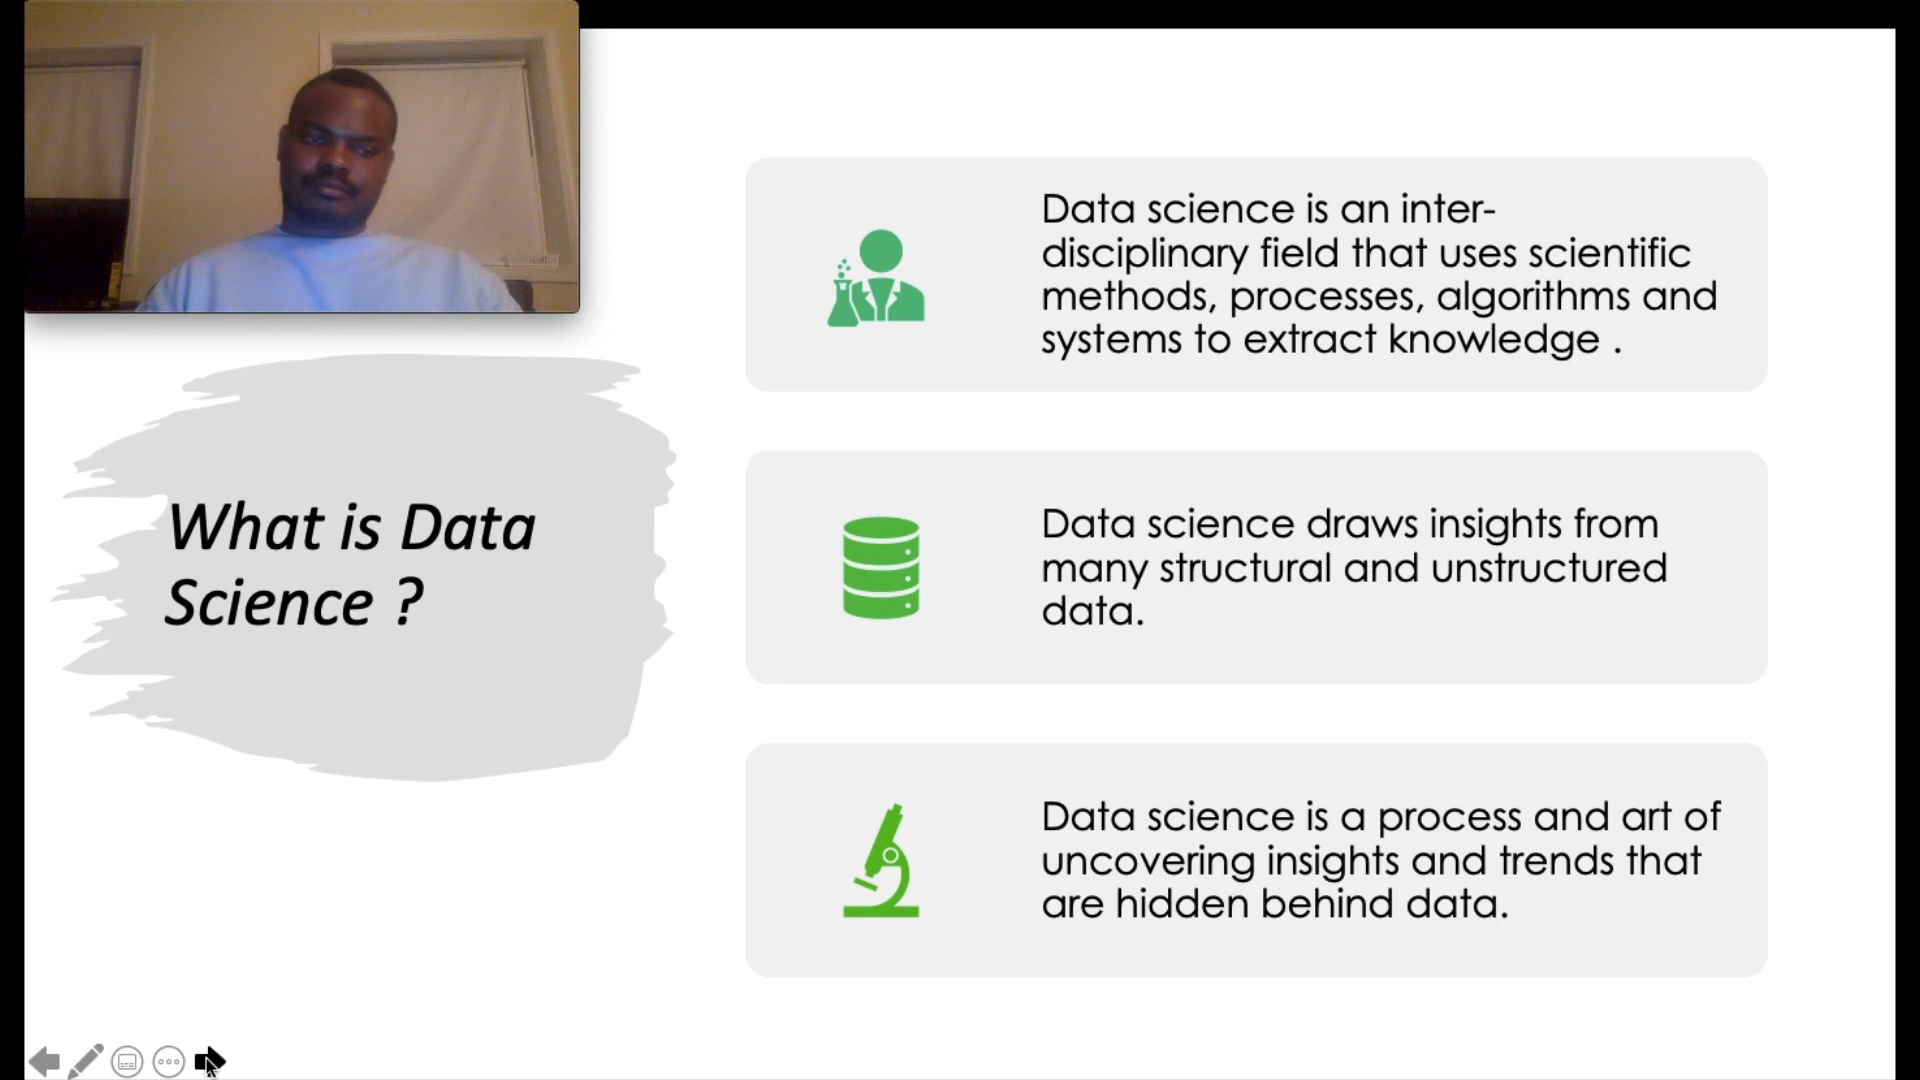 What is Data
Science ?
Data science is an inter-
disciplinary field that uses scientific
methods, processes, algorithms and
systems to extract knowledge .
Data science draws insights from
many structural and unstructured
data.
Data science is a process and art of
uncovering insights and trends that
are hidden behind data.